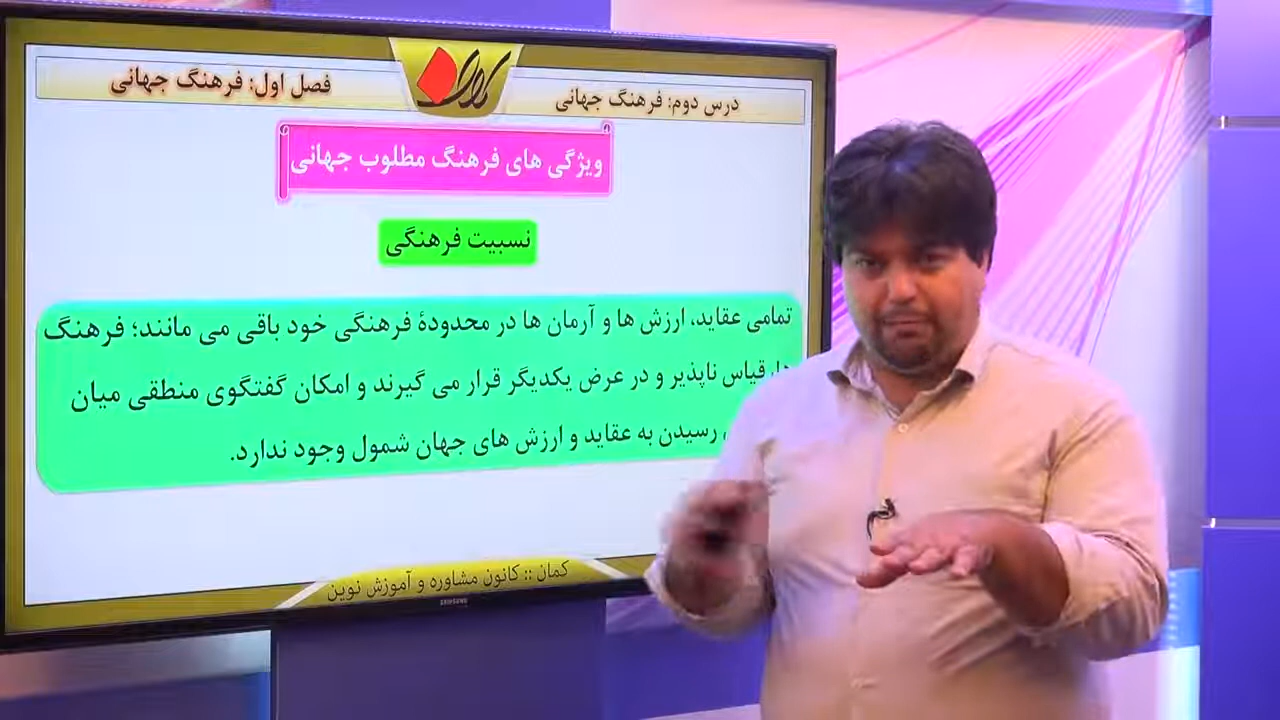 درس دوم: فرهنگ جهانی
فصل اول: فرهنگ جهانی
ویژگی های فرهنگ مطلوب جهانی
نسبیت فرهنگی
تمامی عقاید، ارزش ها و آرمان ها در محدودهٔ فرهنگی خود باقی می مانند؛ فرهنگ
قیاس ناپذیر و در عرض یکدیگر قرار می گیرند و امکان گفتگوی منطقی میان
رسیدن به عقاید و ارزش های جهان شمول وجود ندارد.
کمان :: کانون مشاوره و آموزش نوین
SAMSUNG